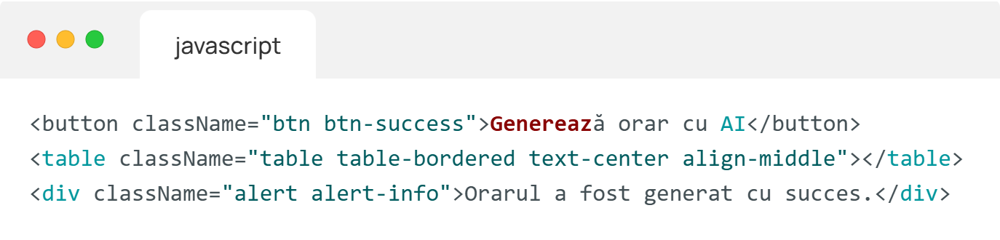 javascript
<button className="btn btn-success">Generează orar cu AI</button>
<table className="table table-bordered text-center align-middle"></table>
<div className="alert alert-info">Orarul a fost generat cu succes.</div>